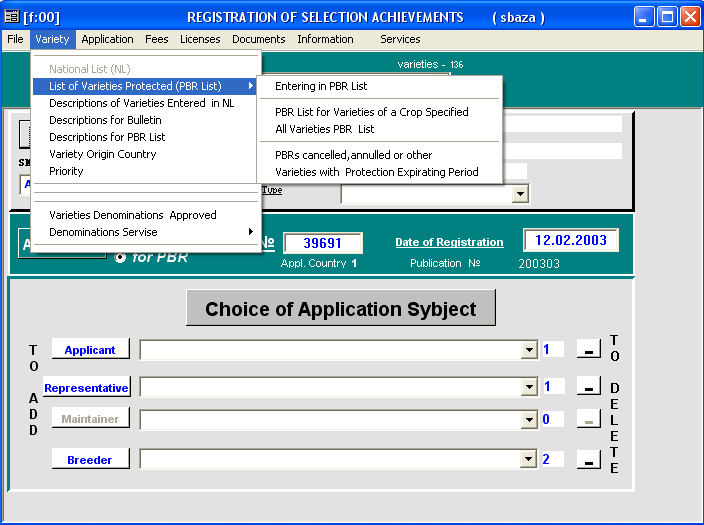 [f:00] REGISTRATION OF SELECTION ACHIEVEMENTS ( sbaza )
File Variety Application Fees Licenses Documents Information Services
varieties - 136
National List (NL)
List of Varieties Protected (PBR List)
Descriptions of Varieties Entered in NL
Descriptions for Bulletin
Descriptions for PBR List
Variety Origin Country
Priority
Varieties Denominations Approved
Denominations Servise
Entering in PBR List
PBR List for Varieties of a Crop Specified
All Varieties PBR List
PBRs cancelled,annulled or other
Varieties with Protection Expirating Period
Type
for PBR
№ 39691 Date of Registration 12.02.2003
Appl. Country 1 Publication № 200303
Choice of Application Sybject
TO ADD
Applicant 1
Representative 1
Maintainer 0
Breeder 2
TO DELETE